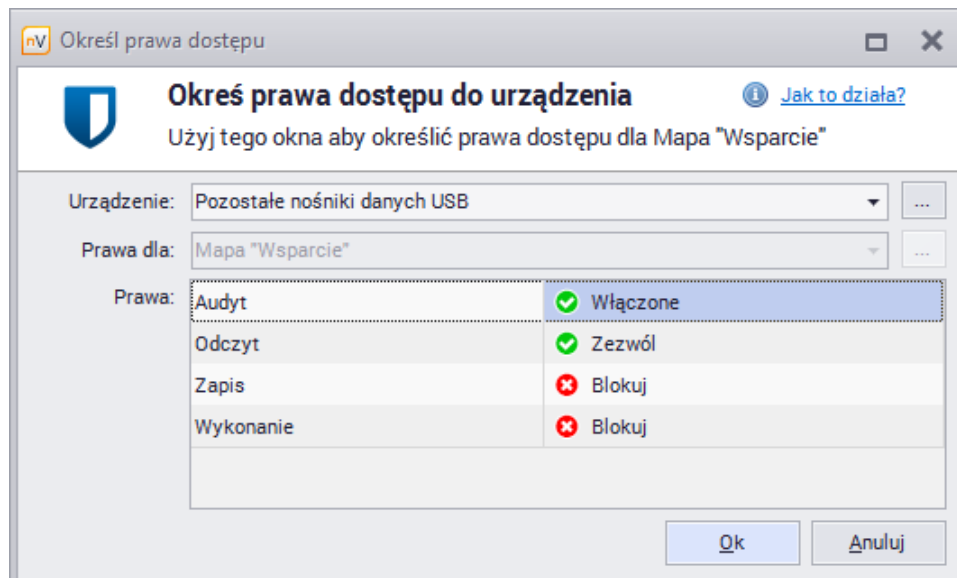 nV Określ prawa dostępu
Okreś prawa dostępu do urządzenia
Jak to działa?
Użyj tego okna aby określić prawa dostępu dla Mapa "Wsparcie"
Urządzenie: Pozostałe nośniki danych USB ...
Prawa dla: Mapa "Wsparcie" ...
Prawa: Audyt Włączone
Odczyt Zezwól
Zapis Blokuj
Wykonanie Blokuj
Ok Anuluj